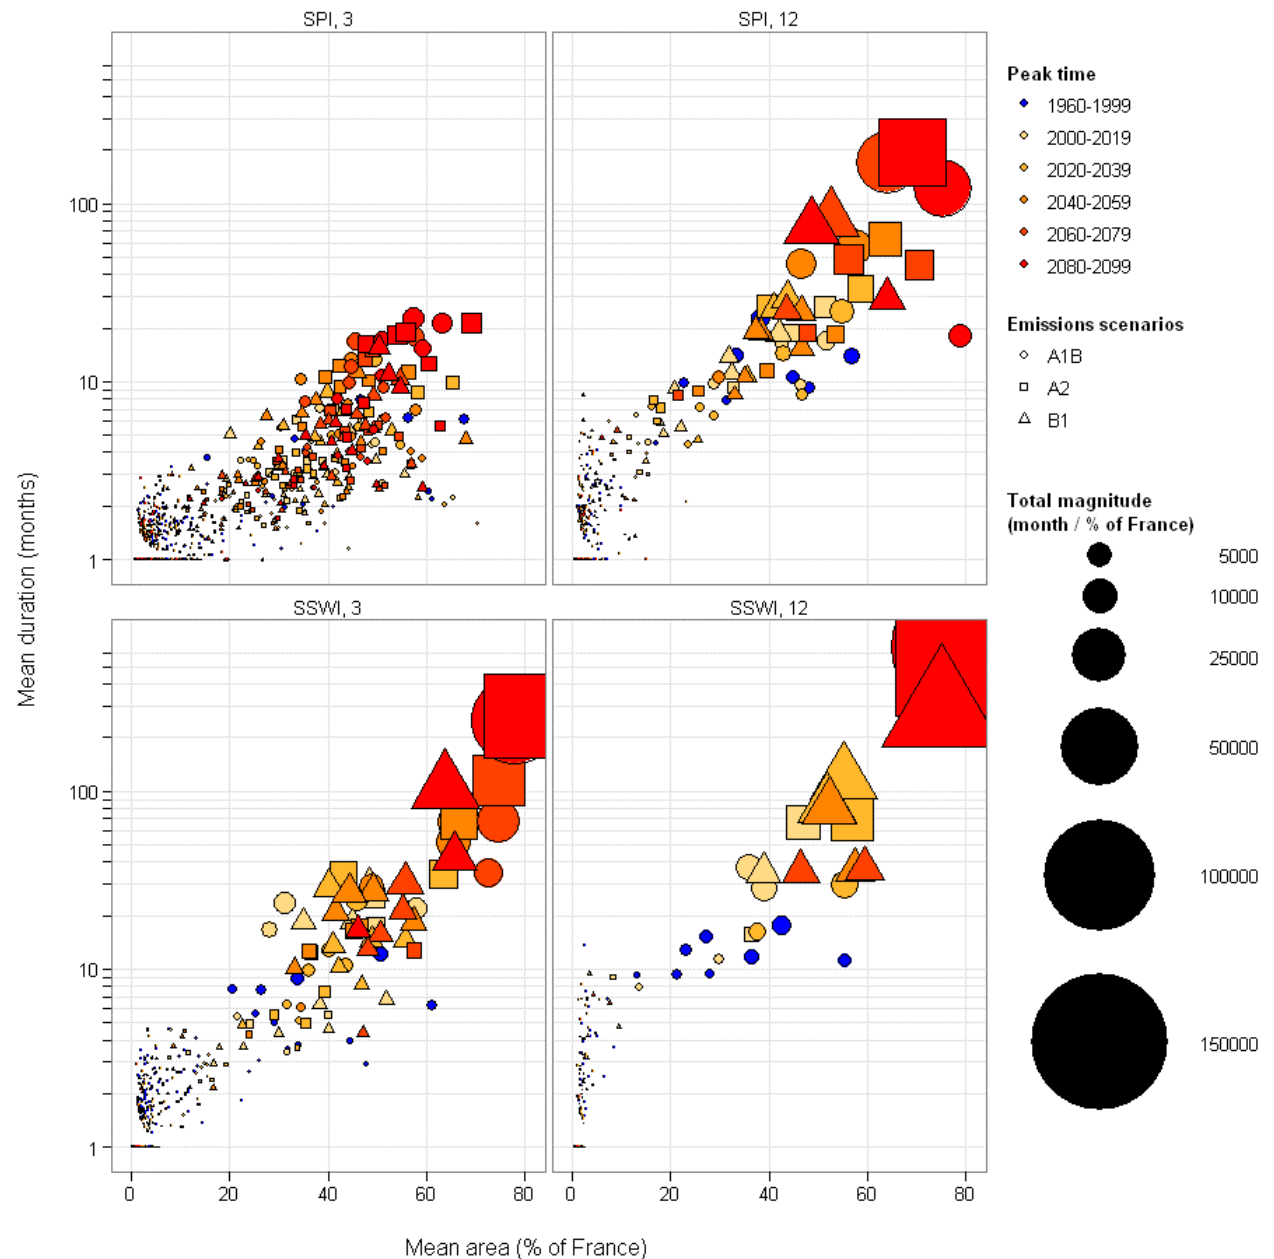 SPI, 3
SPI, 12
100
10
1
SSWI, 3
SSWI, 12
100
10
1
0
20
40
60
80
0
20
40
60
80
Mean duration (months)
Mean area (% of France)
Peak time
1960-1999
2000-2019
2020-2039
2040-2059
2060-2079
2080-2099
Emissions scenarios
A1B
A2
B1
Total magnitude
(month / % of France)
5000
10000
25000
50000
100000
150000